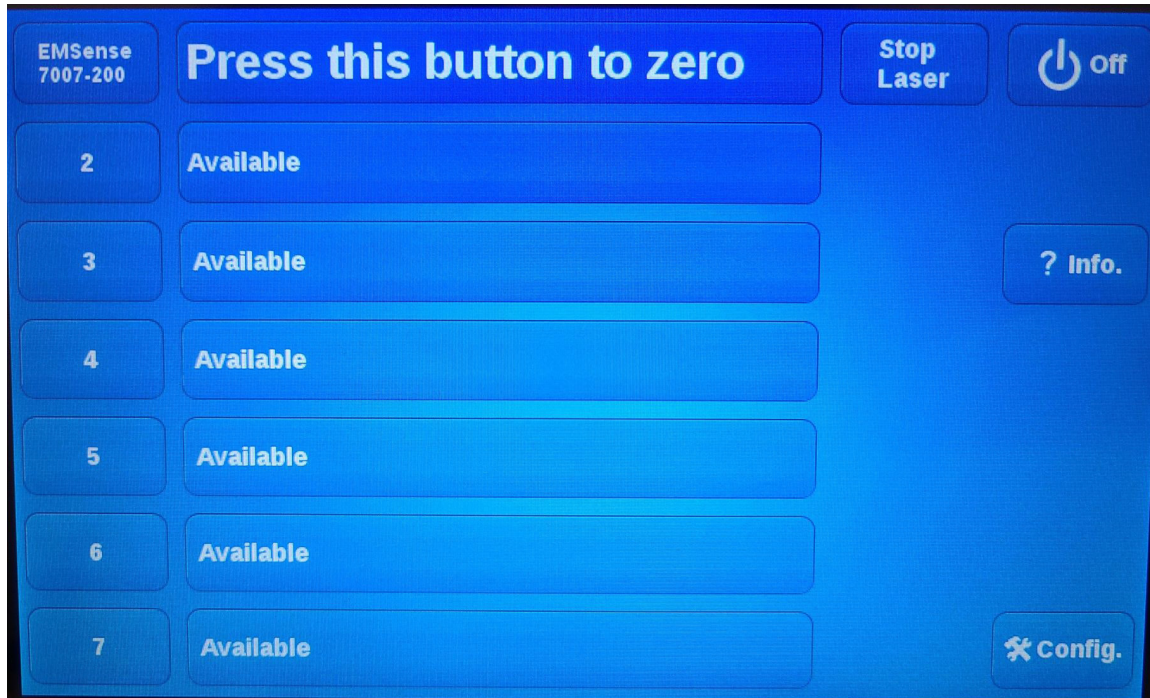 EMSense
7007-200
Press this button to zero
Stop
Laser
Off
2
Available
3
Available
? Info.
4
Available
5
Available
6
Available
7
Available
Config.